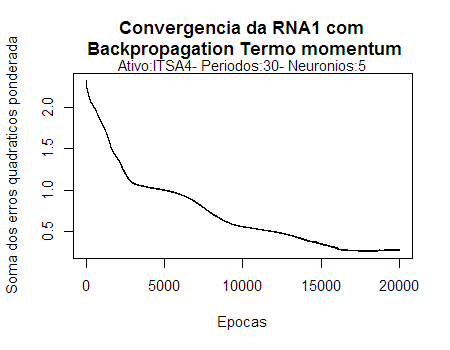 Convergencia da RNA1 com
Backpropagation Termo momentum
Ativo:ITSA4- Periodos:30- Neuronios:5
Soma dos erros quadraticos ponderada
2.0
1.5
1.0
0.5
0 5000 10000 15000 20000
Epocas